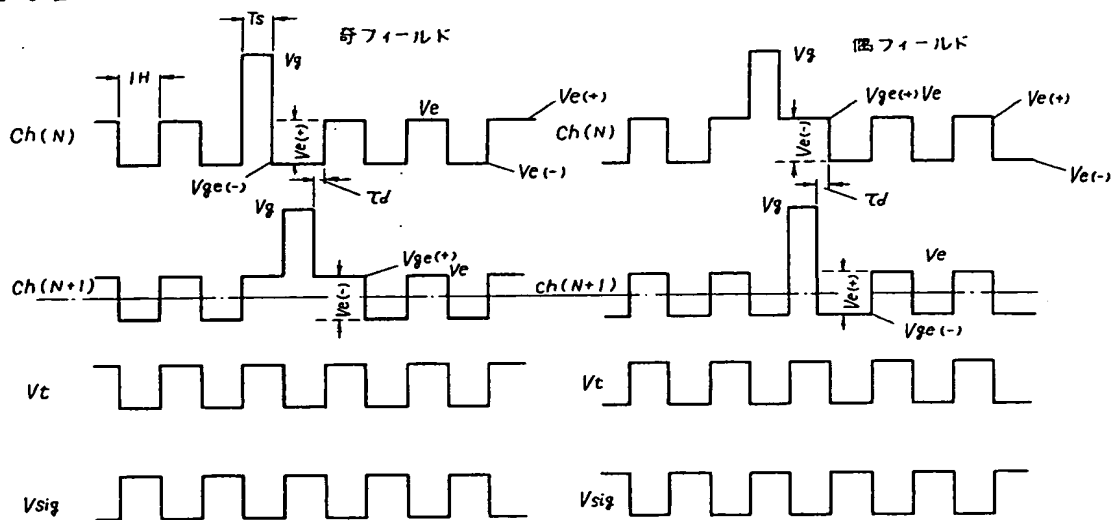 奇フィールド
Ts
Vg
1H
Ch(N)
Ve(+)
Ve
Ve(+)
Vge(-)
Ve(-)
τd
Vg
Vge(+)
Ve
Ch(N+1)
Ve(-)
Vt
Vsig
偶フィールド
Vg
Vge(+)Ve
Ve(+)
Ch(N)
Ve(-)
Ve(-)
τd
Vg
Ve
Ch(N+1)
Ve(+)
Vge(-)
Vt
Vsig